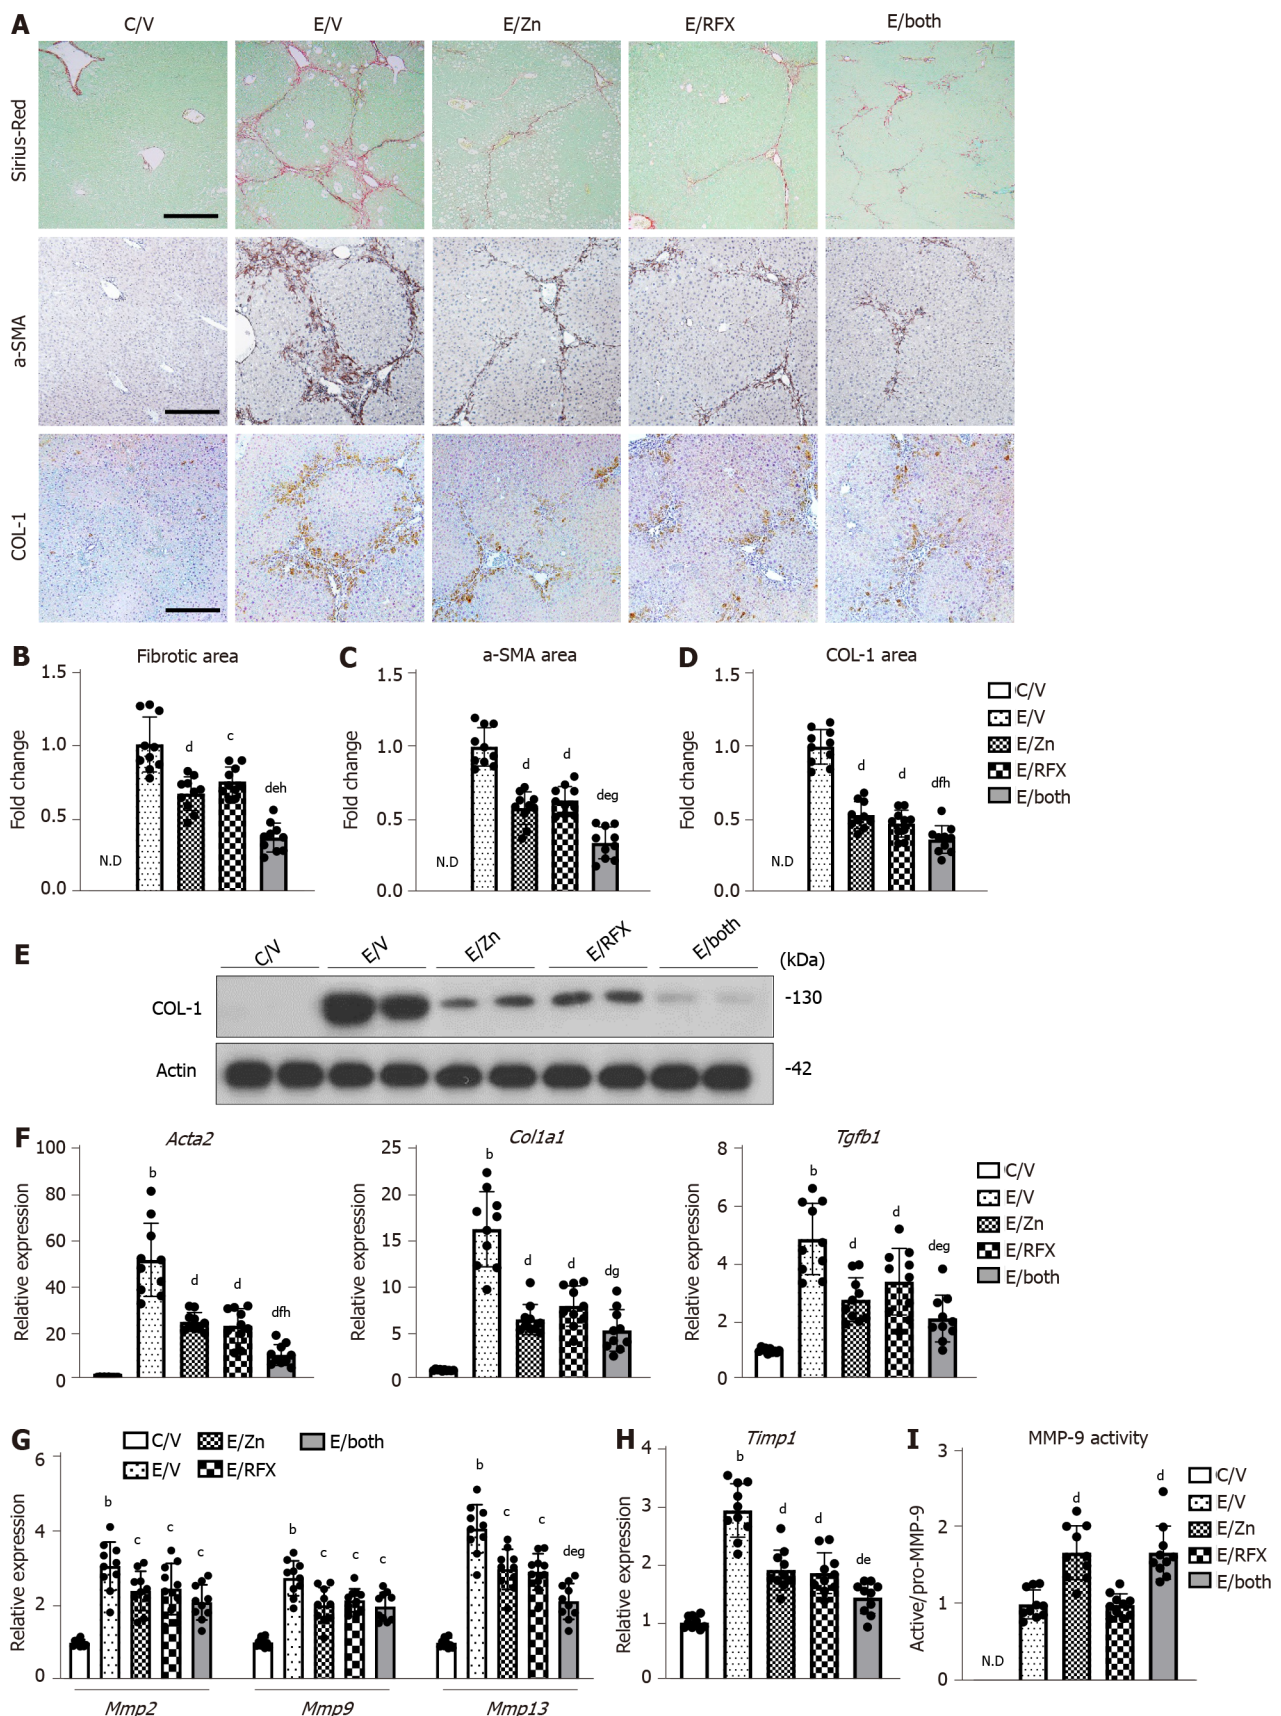 A
C/V E/V E/Zn E/RFX E/both
Sirius-Red
a-SMA
COL-1
B Fibrotic area
Fold change
1.5
1.0
0.5
0.0
N.D
d
c
deh
C a-SMA area
Fold change
1.5
1.0
0.5
0.0
N.D
d
d
deg
D COL-1 area
Fold change
1.5
1.0
0.5
0.0
N.D
d
d
dfh
C/V
E/V
E/Zn
E/RFX
E/both
E
C/V E/V E/Zn E/RFX E/both (kDa)
COL-1 -130
Actin -42
F
Acta2
Relative expression
100
80
60
40
20
0
b
d
d
dfh
Col1a1
Relative expression
25
20
15
10
5
0
b
d
d
dg
Tgfb1
Relative expression
8
6
4
2
0
b
d
d
deg
C/V
E/V
E/Zn
E/RFX
E/both
G
C/V E/Zn E/both
E/V E/RFX
Relative expression
6
4
2
0
b c c c
b c c c
b c c deg
Mmp2 Mmp9 Mmp13
H Timp1
Relative expression
4
3
2
1
0
b
d
d
de
I MMP-9 activity
Active/pro-MMP-9
3
2
1
0
N.D
d
d
C/V
E/V
E/Zn
E/RFX
E/both